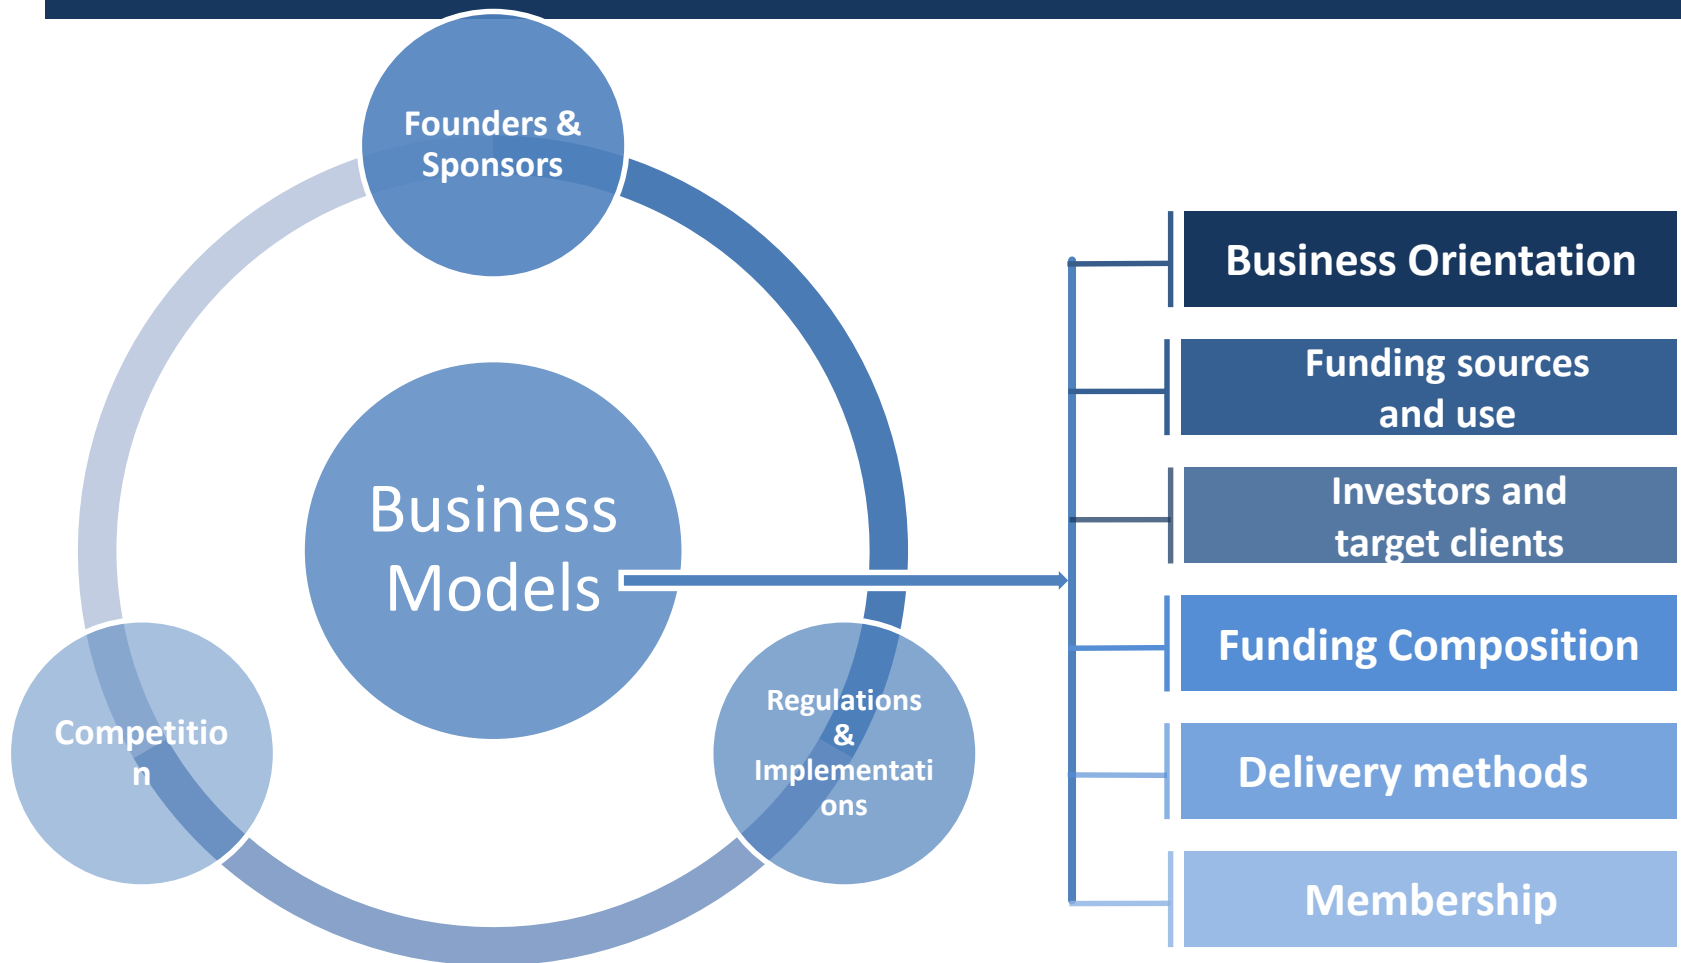 Founders &
Sponsors
Business
Models
Competitio
n
Regulations
&
Implementati
ons
Business Orientation
Funding sources
and use
Investors and
target clients
Funding Composition
Delivery methods
Membership